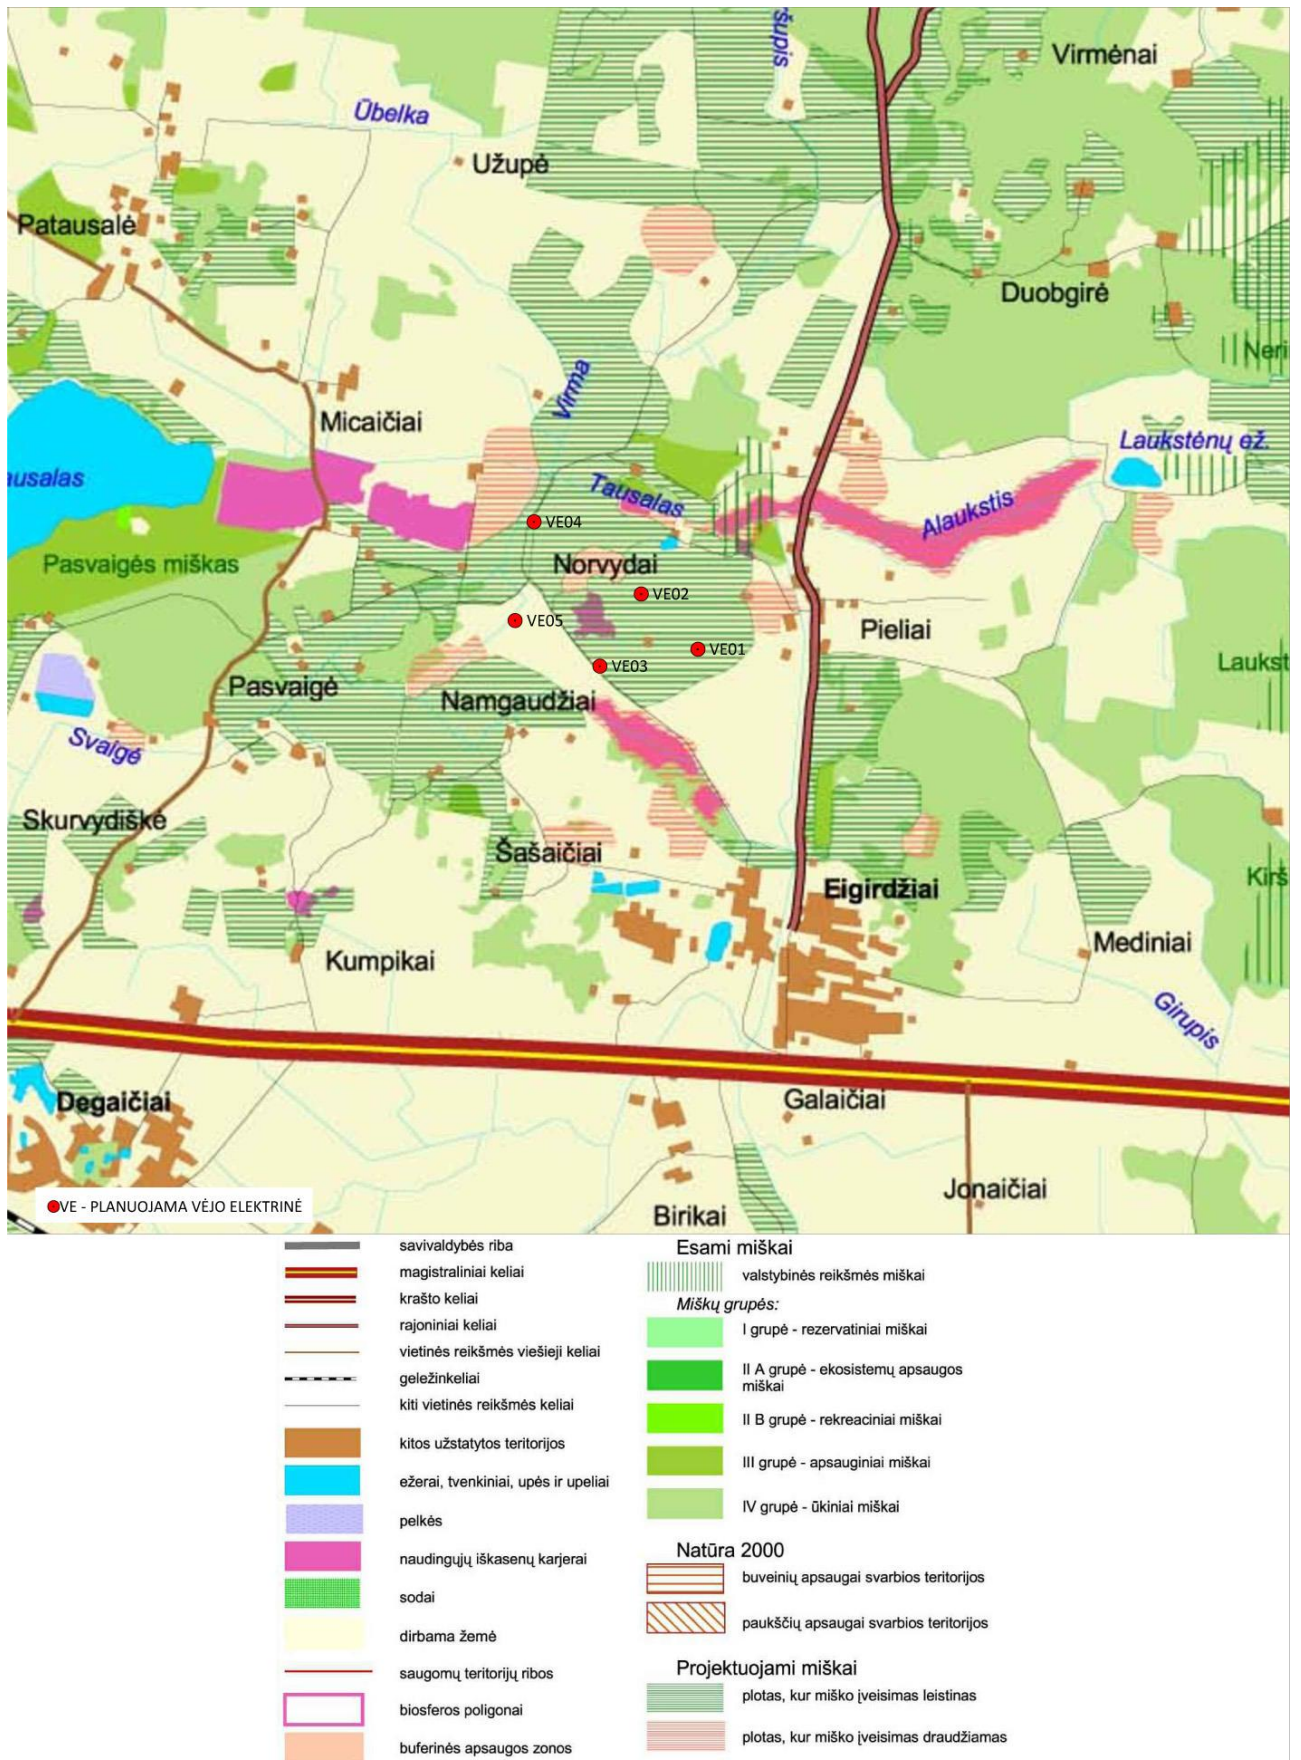 Virmėnai
Ūbelka
Užupė
Patausalė
Duobgirė
Virma
Micaičiai
Laukstėnų ež.
Tausalas
Alaukstis
VE04
Pasvaigės miškas
Norvydai
VE02
VE05
Pieliai
VE01
VE03
Pasvaigė
Namgaudžiai
Svaigė
Skurvydiškė
Šašaičiai
Eigirdžiai
Kumpikai
Mediniai
Girupis
Degaičiai
Galaičiai
Jonaičiai
Birikai
VE - PLANUOJAMA VĖJO ELEKTRINĖ
savivaldybės riba
magistraliniai keliai
krašto keliai
rajoniniai keliai
vietinės reikšmės viešieji keliai
geležinkeliai
kiti vietinės reikšmės keliai
kitos užstatytos teritorijos
ežerai, tvenkiniai, upės ir upeliai
pelkės
naudingųjų iškasenų karjerai
sodai
dirbama žemė
saugomų teritorijų ribos
biosferos poligonai
buferinės apsaugos zonos
Esami miškai
valstybinės reikšmės miškai
Miškų grupės:
I grupė - rezervatiniai miškai
II A grupė - ekosistemų apsaugos
miškai
II B grupė - rekreaciniai miškai
III grupė - apsauginiai miškai
IV grupė - ūkiniai miškai
Natūra 2000
buveinių apsaugai svarbios teritorijos
paukščių apsaugai svarbios teritorijos
Projektuojami miškai
plotas, kur miško įveisimas leistinas
plotas, kur miško įveisimas draudžiamas